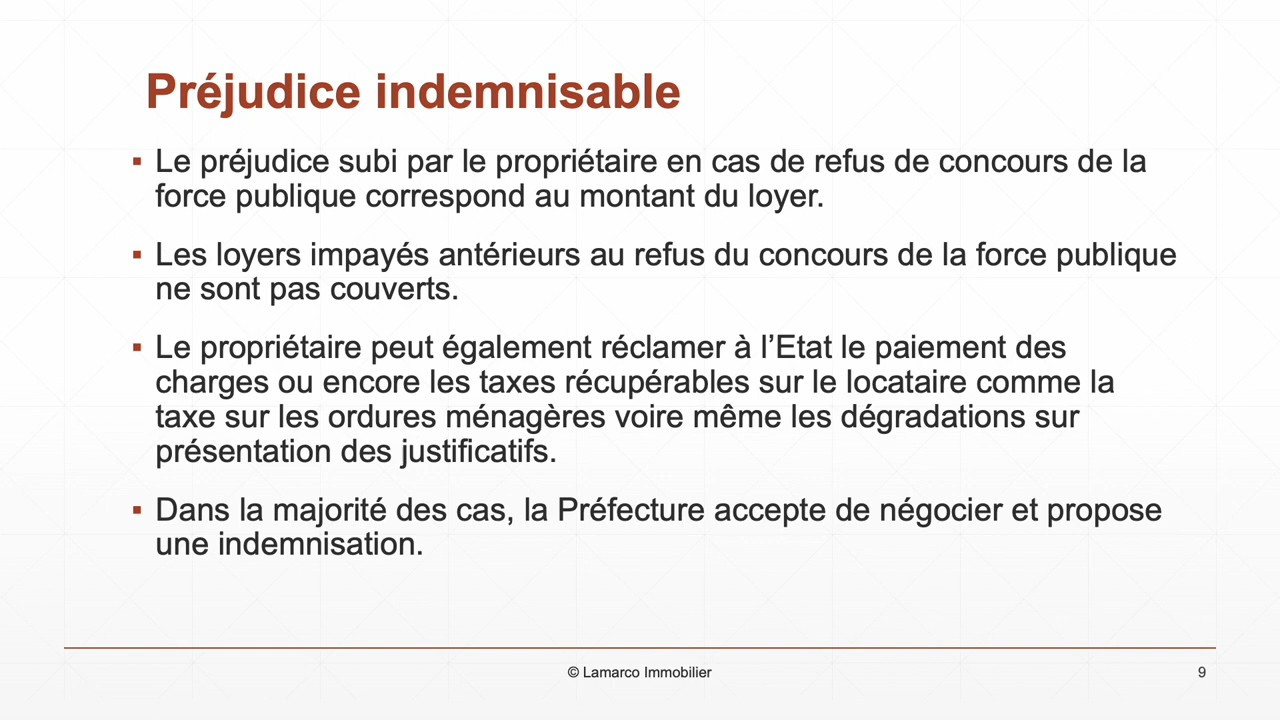 Préjudice indemnisable
▪ Le préjudice subi par le propriétaire en cas de refus de concours de la
force publique correspond au montant du loyer.
▪ Les loyers impayés antérieurs au refus du concours de la force publique
ne sont pas couverts.
▪ Le propriétaire peut également réclamer à l’Etat le paiement des
charges ou encore les taxes récupérables sur le locataire comme la
taxe sur les ordures ménagères voire même les dégradations sur
présentation des justificatifs.
▪ Dans la majorité des cas, la Préfecture accepte de négocier et propose
une indemnisation.
© Lamarco Immobilier
9